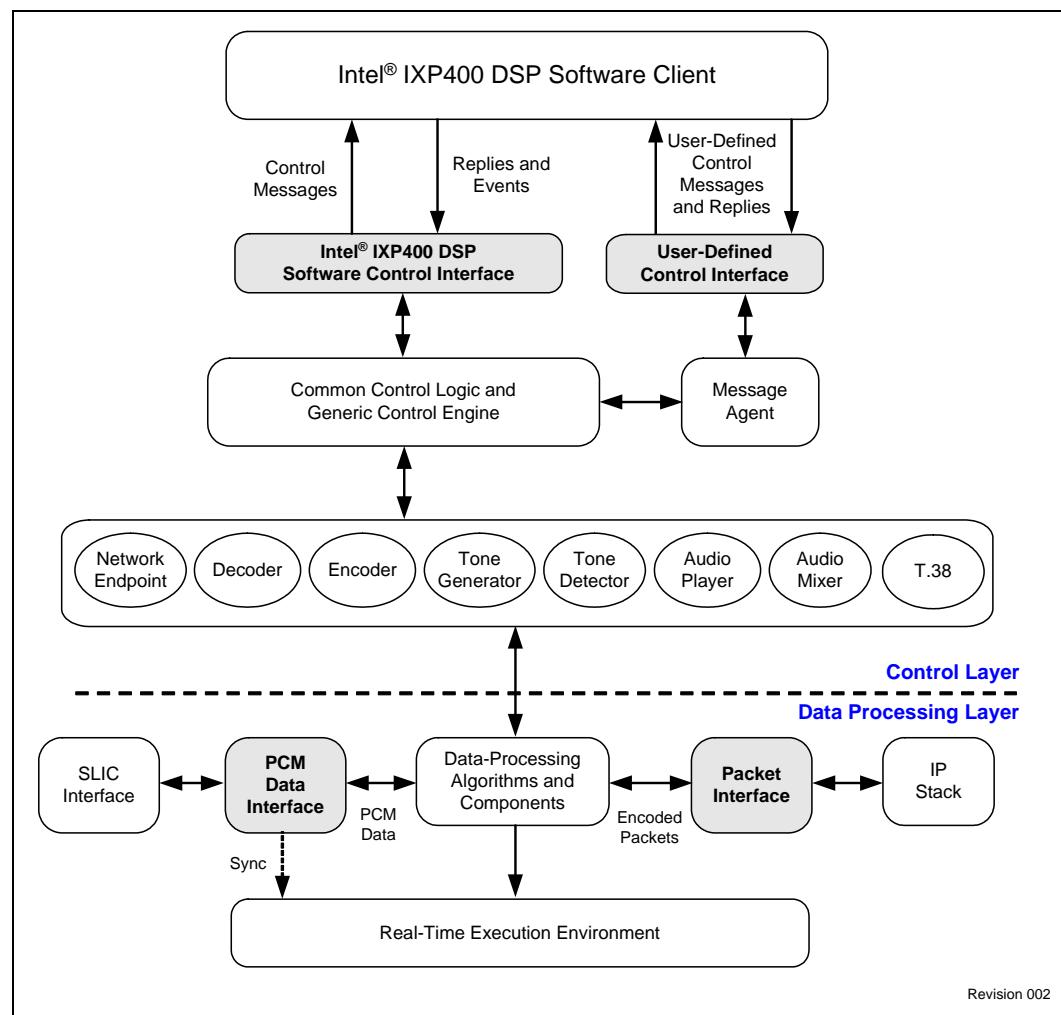 Intel® IXP400 DSP Software Client
Control
Messages
Replies and
Events
User-Defined
Control
Messages
and Replies
Intel® IXP400 DSP
Software Control Interface
User-Defined
Control Interface
Common Control Logic and
Generic Control Engine
Message
Agent
Network
Endpoint
Decoder
Encoder
Tone
Generator
Tone
Detector
Audio
Player
Audio
Mixer
T.38
Control Layer
Data Processing Layer
SLIC
Interface
PCM
Data
Interface
PCM
Data
Data-Processing
Algorithms and
Components
Encoded
Packets
Packet
Interface
IP
Stack
Sync
Real-Time Execution Environment
Revision 002